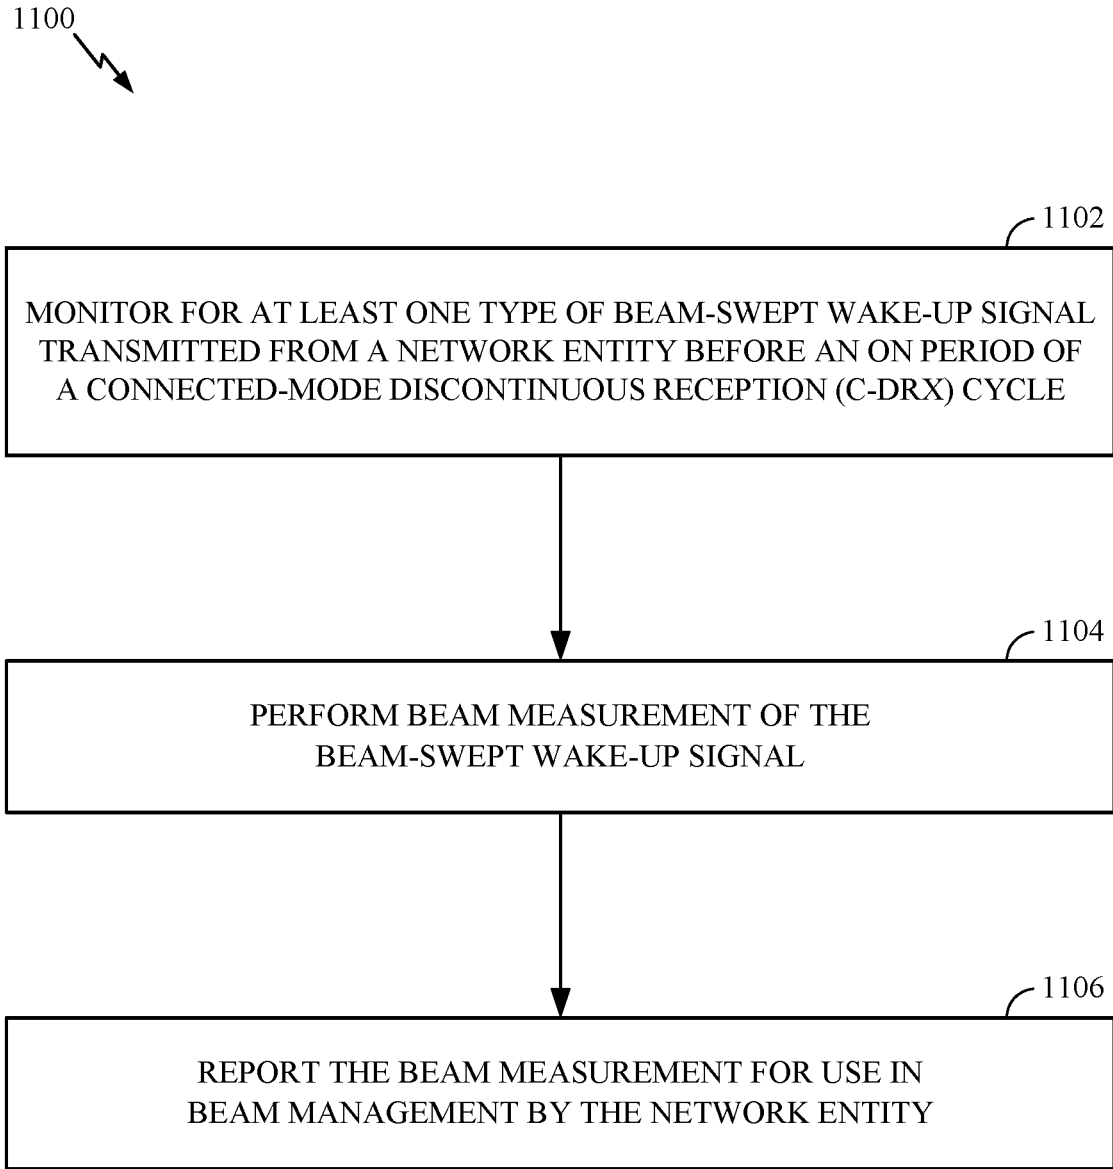 1100
1102
MONITOR FOR AT LEAST ONE TYPE OF BEAM-SWEPT WAKE-UP SIGNAL
TRANSMITTED FROM A NETWORK ENTITY BEFORE AN ON PERIOD OF
A CONNECTED-MODE DISCONTINUOUS RECEPTION (C-DRX) CYCLE
1104
PERFORM BEAM MEASUREMENT OF THE
BEAM-SWEPT WAKE-UP SIGNAL
1106
REPORT THE BEAM MEASUREMENT FOR USE IN
BEAM MANAGEMENT BY THE NETWORK ENTITY